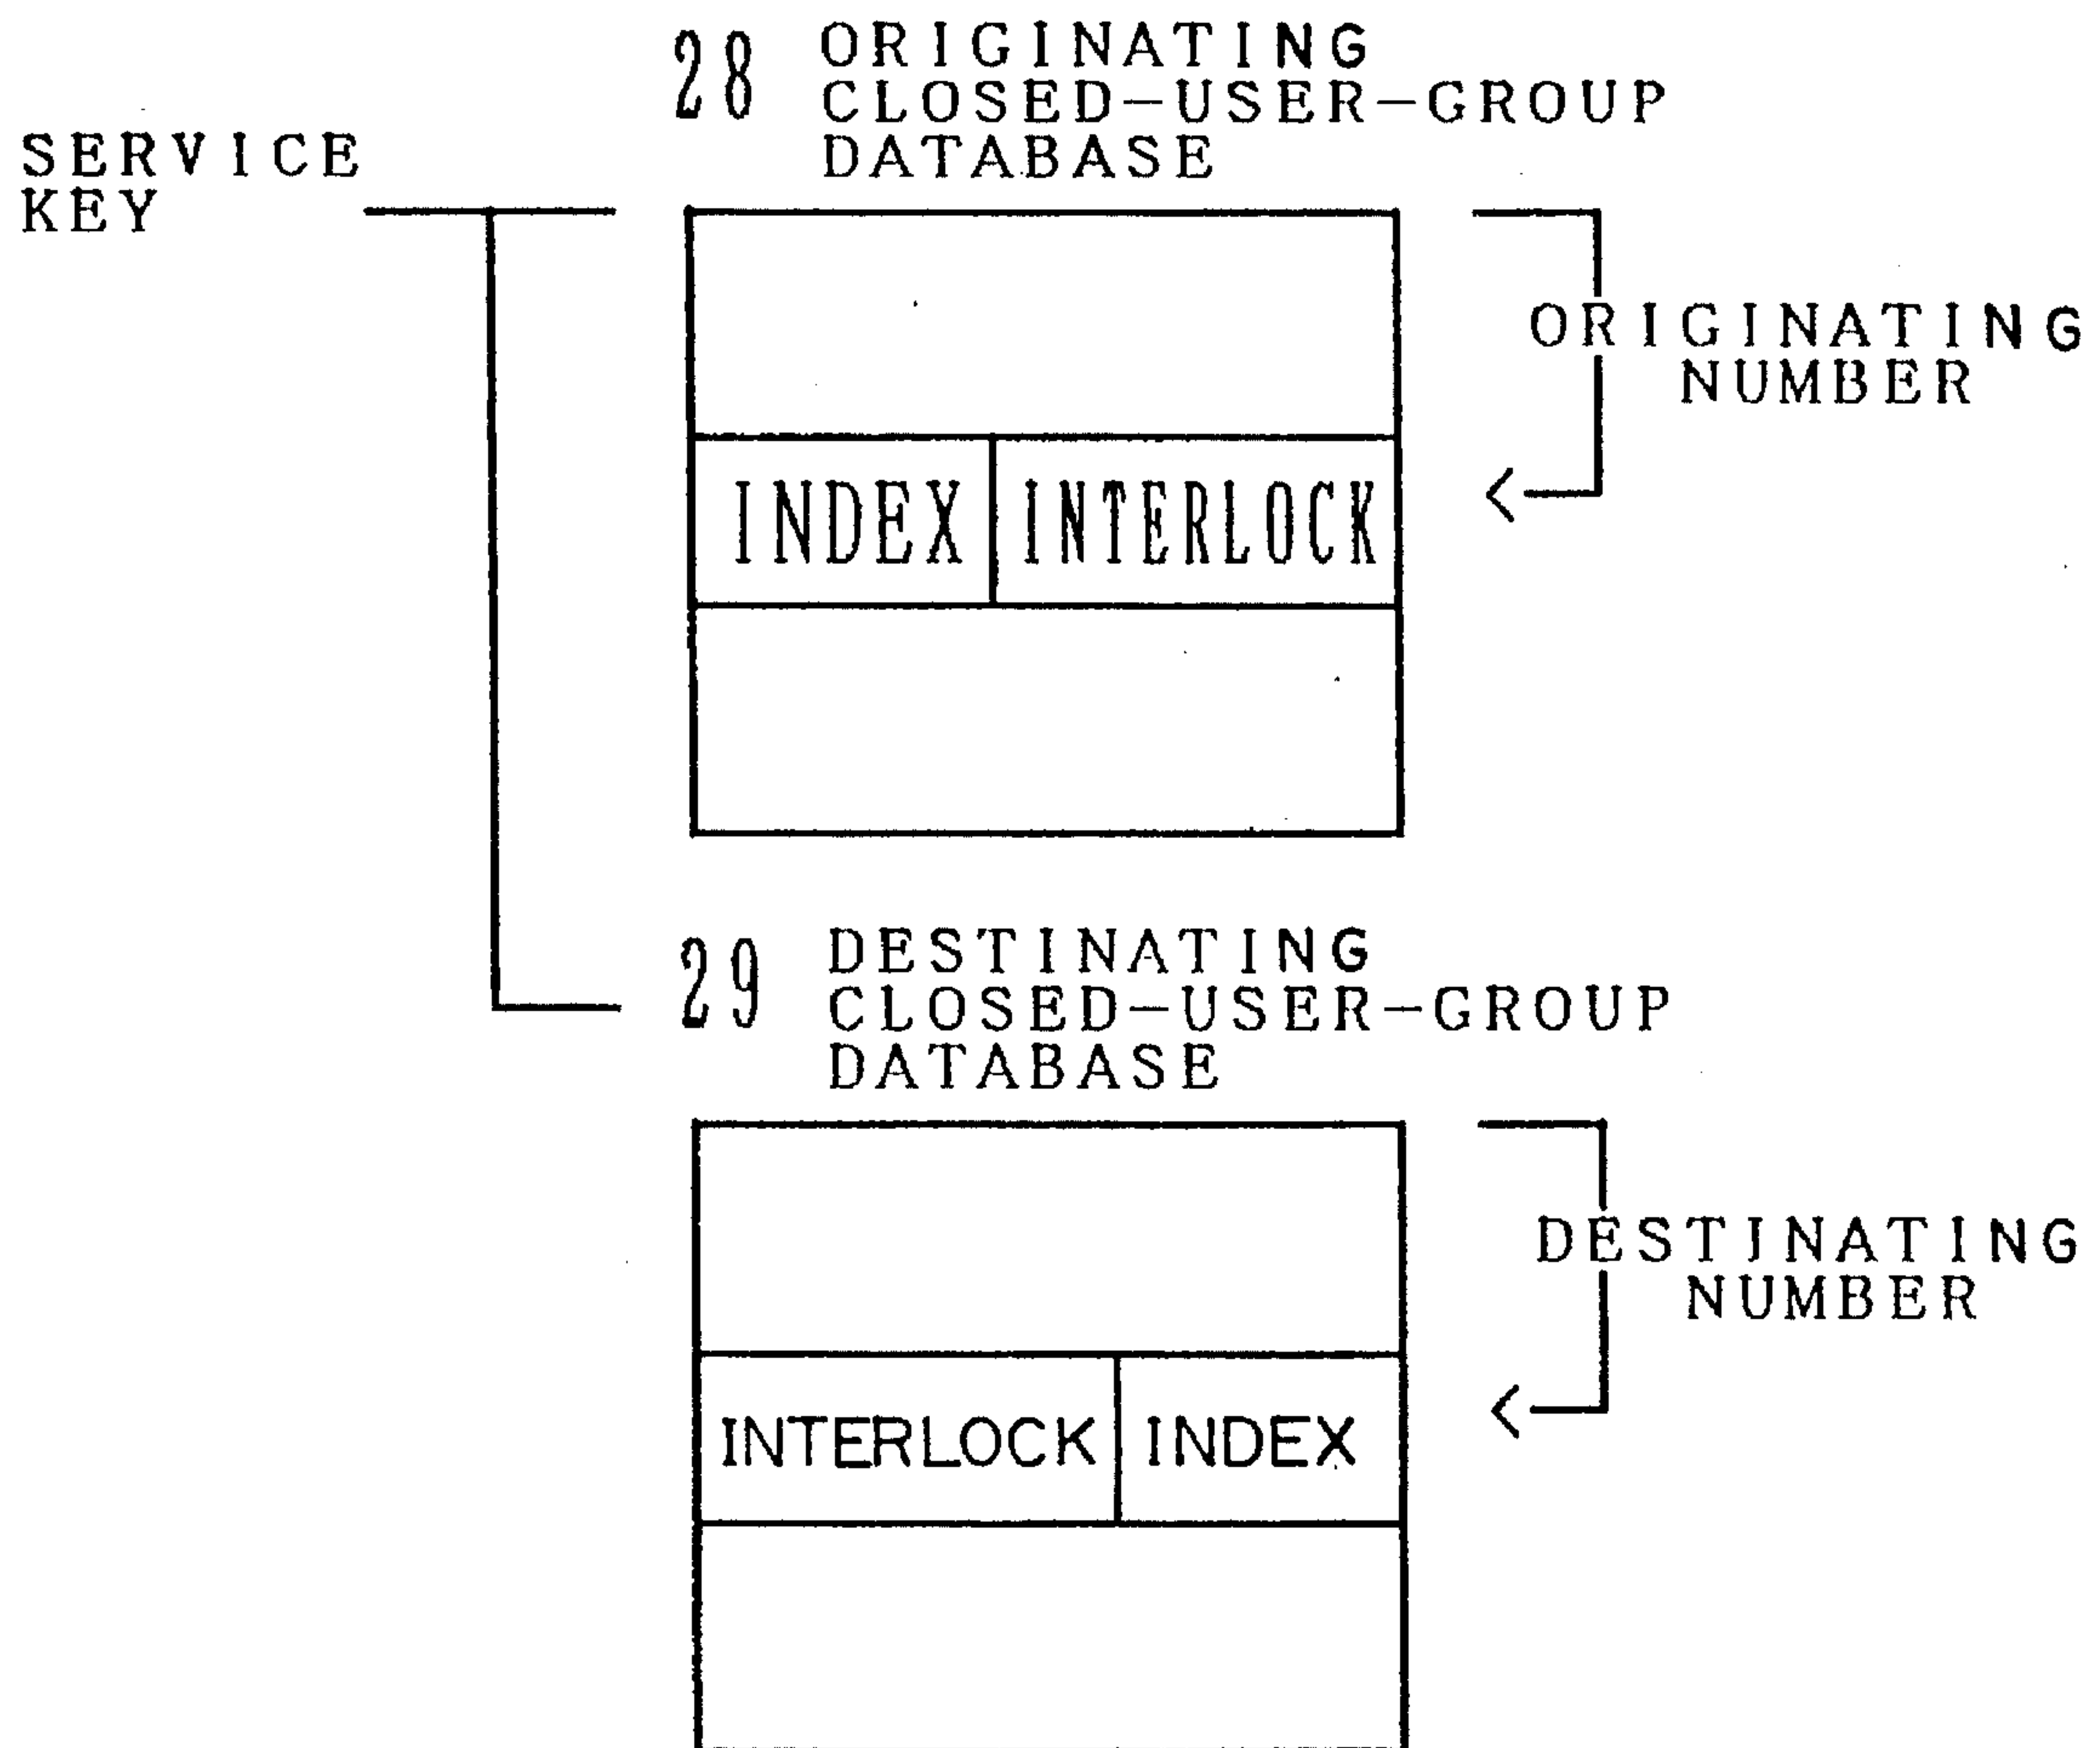 28 ORIGINATING
CLOSED-USER-GROUP
DATABASE
SERVICE
KEY
ORIGINATING
NUMBER
INDEX INTERLOCK
29 DESTINATING
CLOSED-USER-GROUP
DATABASE
DESTINATING
NUMBER
INTERLOCK INDEX